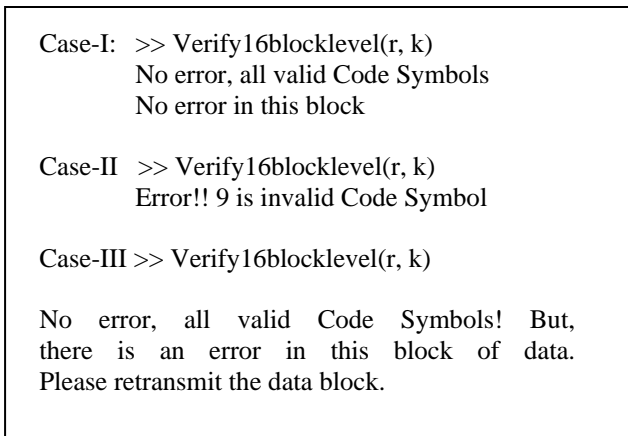 Case-I: >> Verify16blocklevel(r, k)
No error, all valid Code Symbols
No error in this block
Case-II >> Verify16blocklevel(r, k)
Error!! 9 is invalid Code Symbol
Case-III >> Verify16blocklevel(r, k)
No error, all valid Code Symbols! But,
there is an error in this block of data.
Please retransmit the data block.